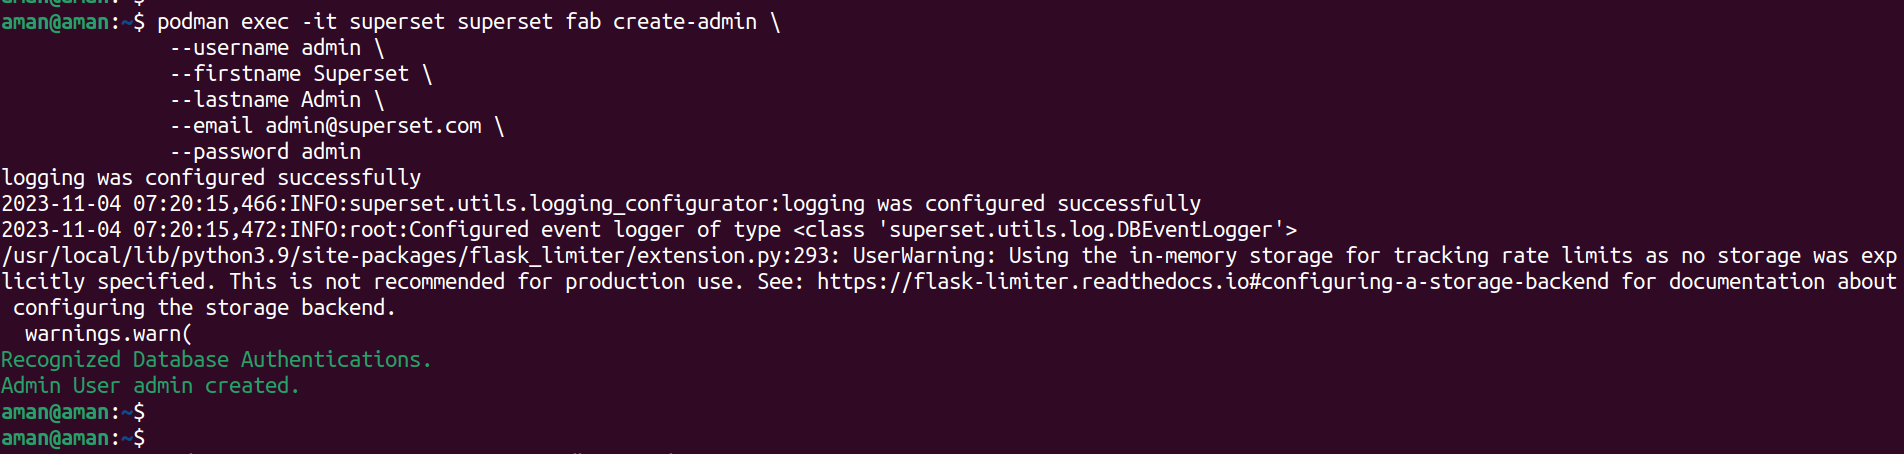 aman@aman:~$ podman exec -it superset superset fab create-admin \
--username admin \
--firstname Superset \
--lastname Admin \
--email admin@superset.com \
--password admin
logging was configured successfully
2023-11-04 07:20:15,466:INFO:superset.utils.logging_configurator:logging was configured successfully
2023-11-04 07:20:15,472:INFO:root:Configured event logger of type <class 'superset.utils.log.DBEventLogger'>
/usr/local/lib/python3.9/site-packages/flask_limiter/extension.py:293: UserWarning: Using the in-memory storage for tracking rate limits as no storage was exp
licitly specified. This is not recommended for production use. See: https://flask-limiter.readthedocs.io#configuring-a-storage-backend for documentation about
configuring the storage backend.
warnings.warn(
Recognized Database Authentications.
Admin User admin created.
aman@aman:~$
aman@aman:~$